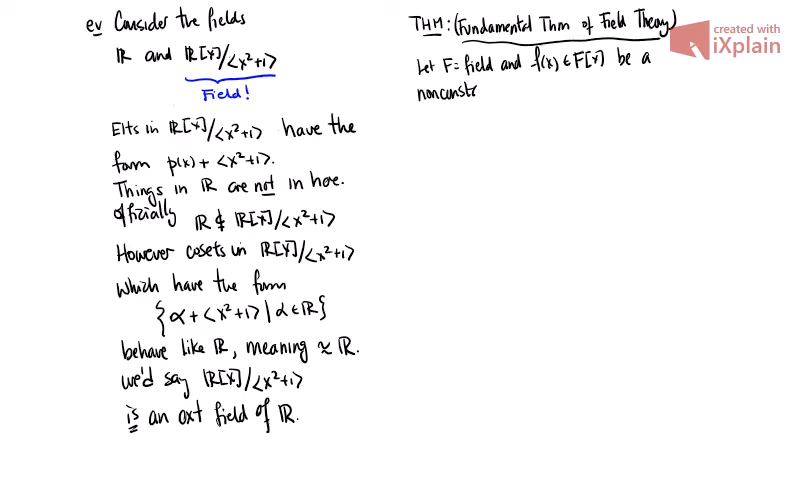 ex Consider the fields
ℝ and ℝ[x]/<x²+1>
Field!
Elts in ℝ[x]/<x²+1> have the
form p(x) + <x²+1>.
Things in ℝ are not in here.
Officially ℝ ⊄ ℝ[x]/<x²+1>
However cosets in ℝ[x]/<x²+1>
which have the form
{α + <x²+1> | α ∈ ℝ}
behave like ℝ, meaning ≈ ℝ.
we'd say ℝ[x]/<x²+1>
is an ext field of ℝ.
THM: (Fundamental Thm of Field Theory)
Let F = field and f(x) ∈ F[x] be a
nonconst
created with
iXplain